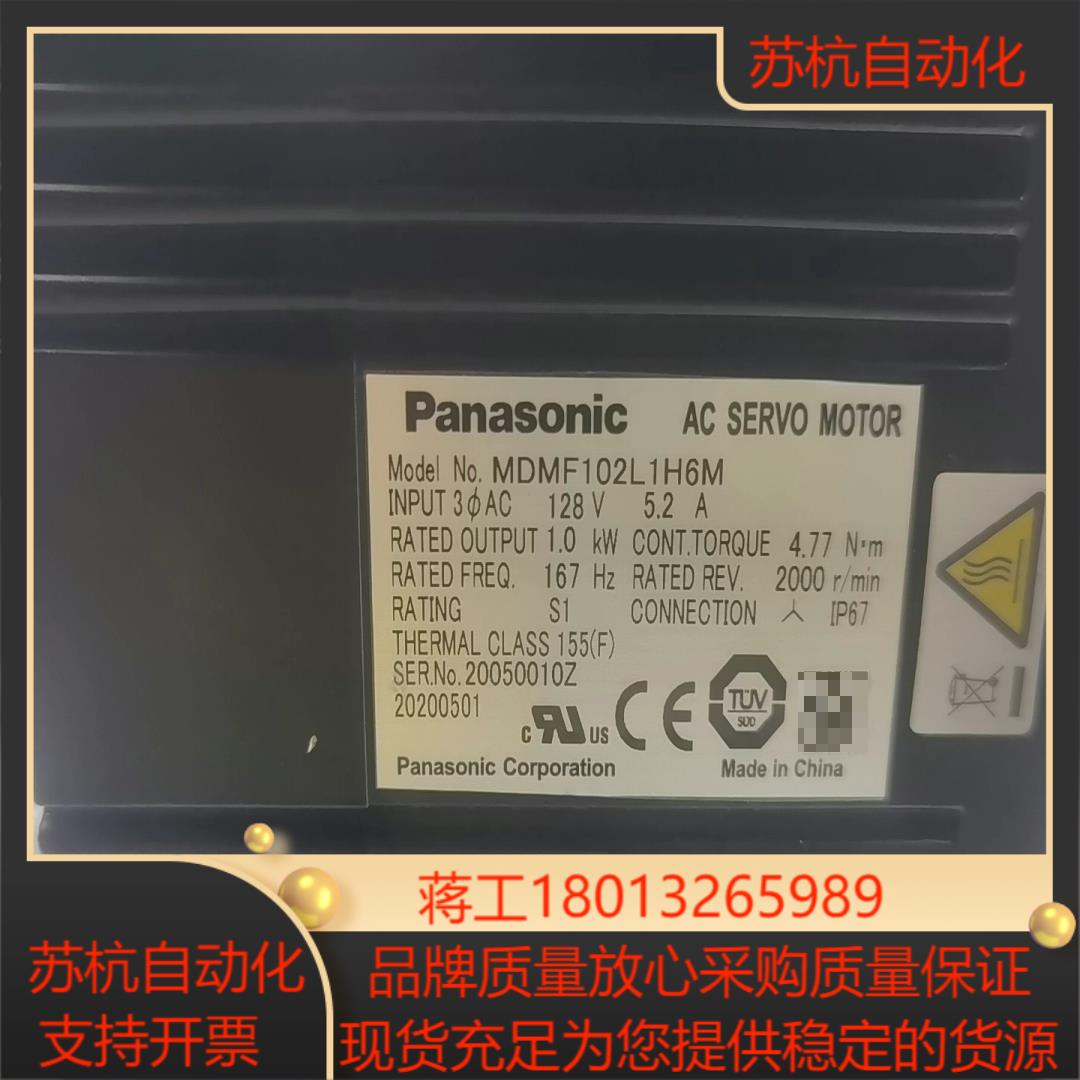 苏杭自动化
Panasonic AC SERVO MOTOR
Model No. MDMF102L1H6M
INPUT 3ϕAC 128 V 5.2 A
RATED OUTPUT 1.0 kW CONT.TORQUE 4.77 N·m
RATED FREQ. 167 Hz RATED REV. 2000 r/min
RATING S1 CONNECTION 人 IP67
THERMAL CLASS 155(F)
SER.No. 20050010Z
20200501
c RU US CE TÜV SÜD
Panasonic Corporation Made in China
蒋工18013265989
苏杭自动化
支持开票
品牌质量放心采购质量保证
现货充足为您提供稳定的货源